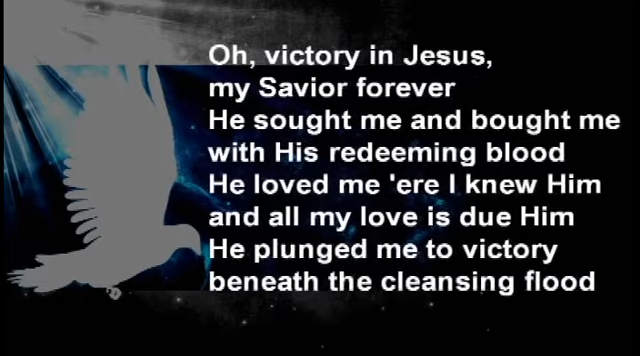 Oh, victory in Jesus,
my Savior forever
He sought me and bought me
with His redeeming blood
He loved me 'ere I knew Him
and all my love is due Him
He plunged me to victory
beneath the cleansing flood